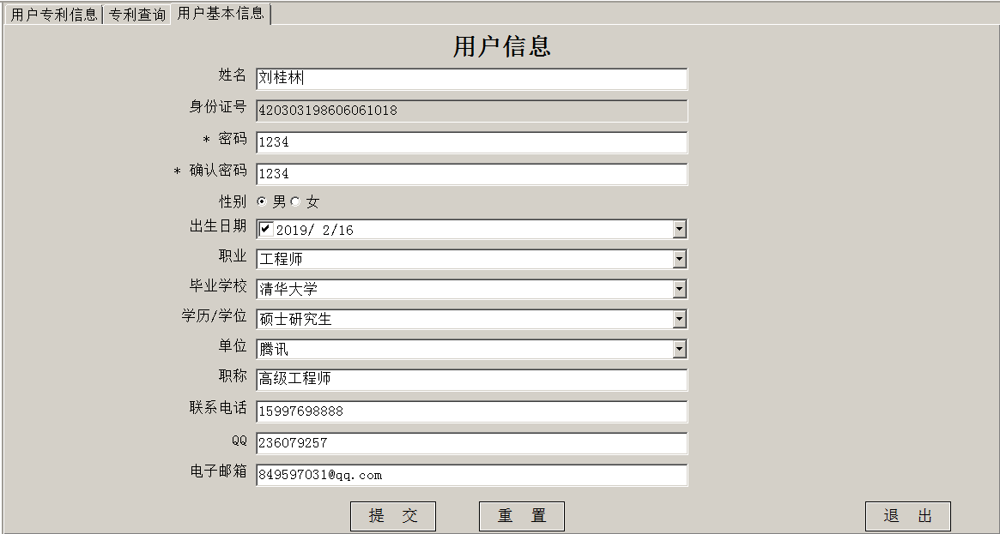 用户专利信息 专利查询 用户基本信息
用户信息
姓名 刘桂林
身份证号 420303198606061018
* 密码 1234
* 确认密码 1234
性别 男 女
出生日期 2019/ 2/16
职业 工程师
毕业学校 清华大学
学历/学位 硕士研究生
单位 腾讯
职称 高级工程师
联系电话 15997698888
QQ 236079257
电子邮箱 849597031@qq.com
提 交 重 置 退 出